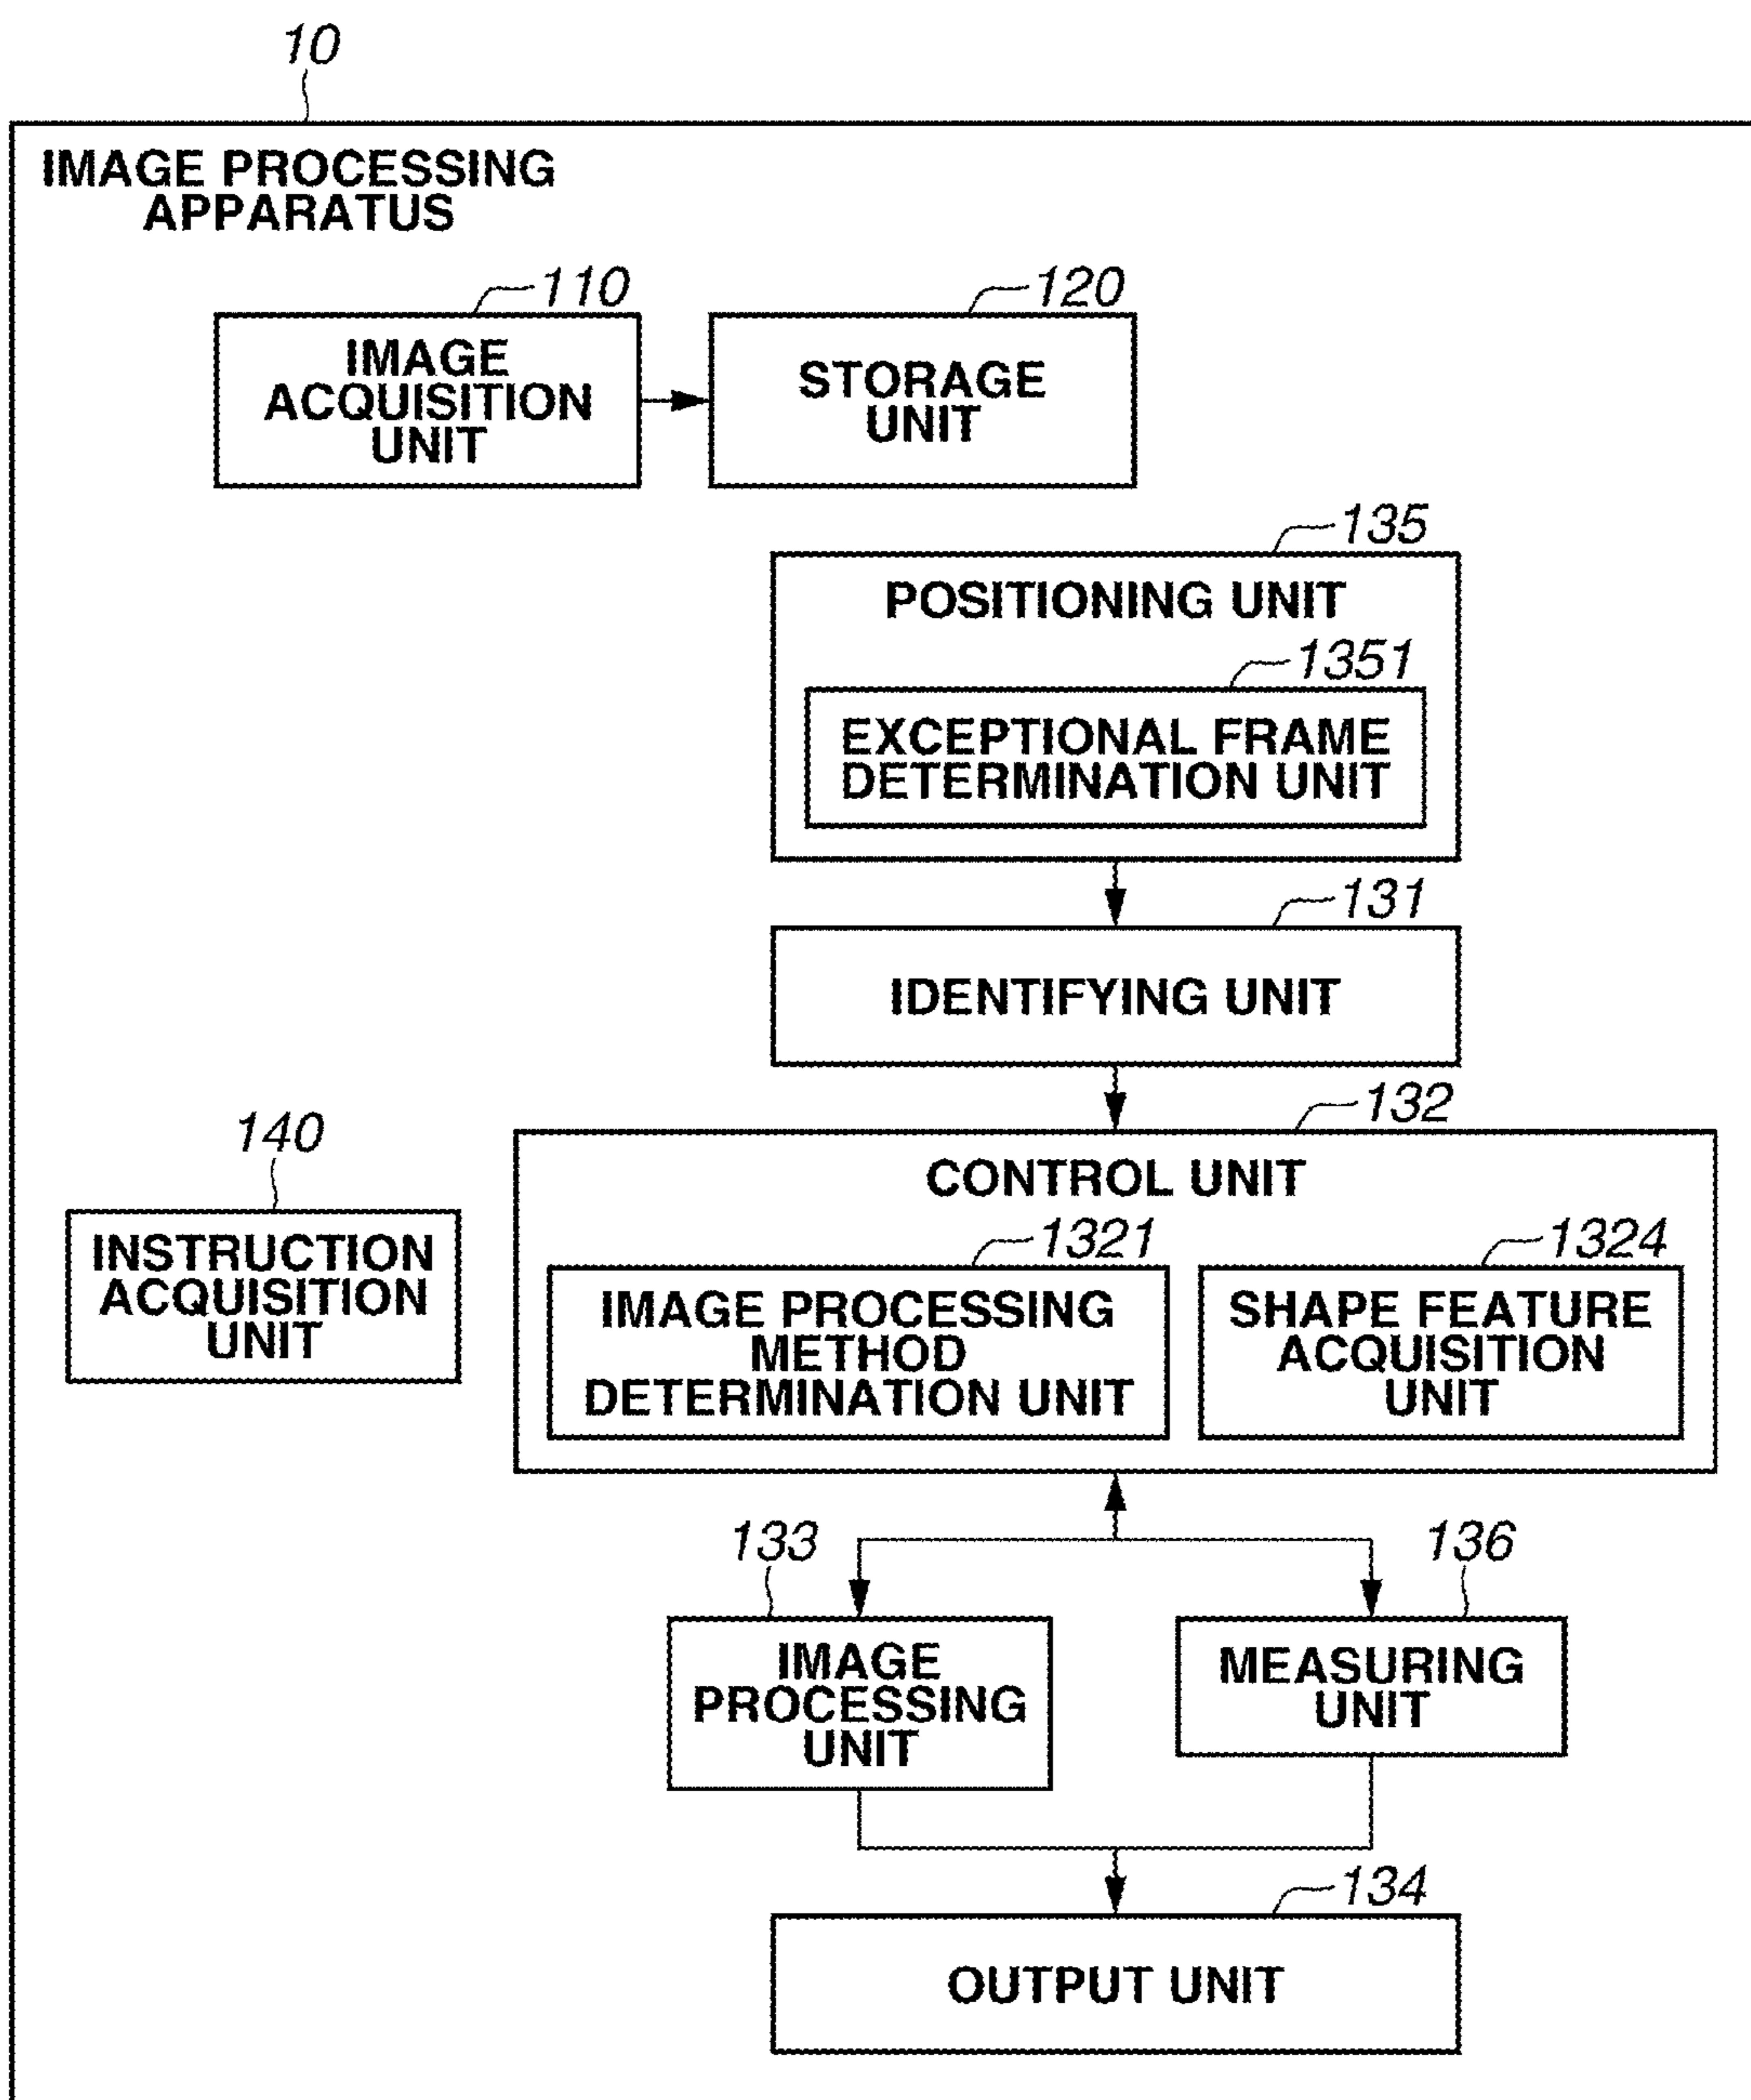 10
IMAGE PROCESSING
APPARATUS
110
IMAGE
ACQUISITION
UNIT
120
STORAGE
UNIT
135
POSITIONING UNIT
1351
EXCEPTIONAL FRAME
DETERMINATION UNIT
131
IDENTIFYING UNIT
132
CONTROL UNIT
140
INSTRUCTION
ACQUISITION
UNIT
1321
IMAGE PROCESSING
METHOD
DETERMINATION UNIT
1324
SHAPE FEATURE
ACQUISITION
UNIT
133
IMAGE
PROCESSING
UNIT
136
MEASURING
UNIT
134
OUTPUT UNIT